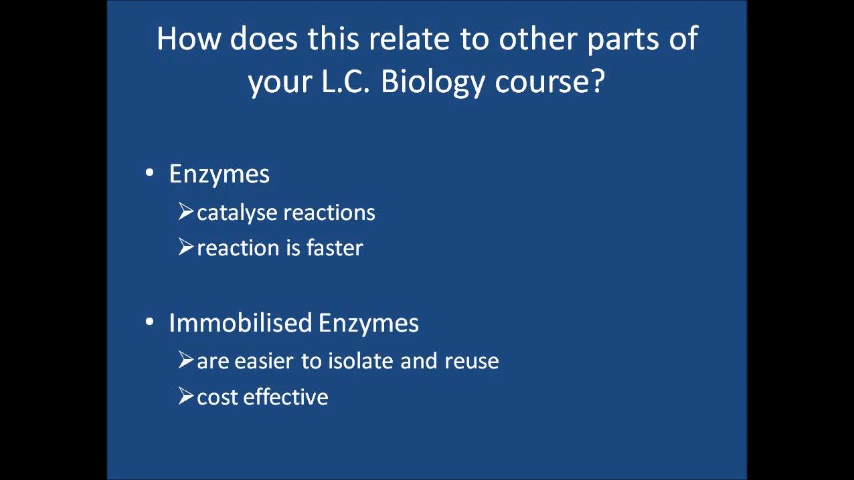 How does this relate to other parts of
your L.C. Biology course?
• Enzymes
➢catalyse reactions
➢reaction is faster
• Immobilised Enzymes
➢are easier to isolate and reuse
➢cost effective